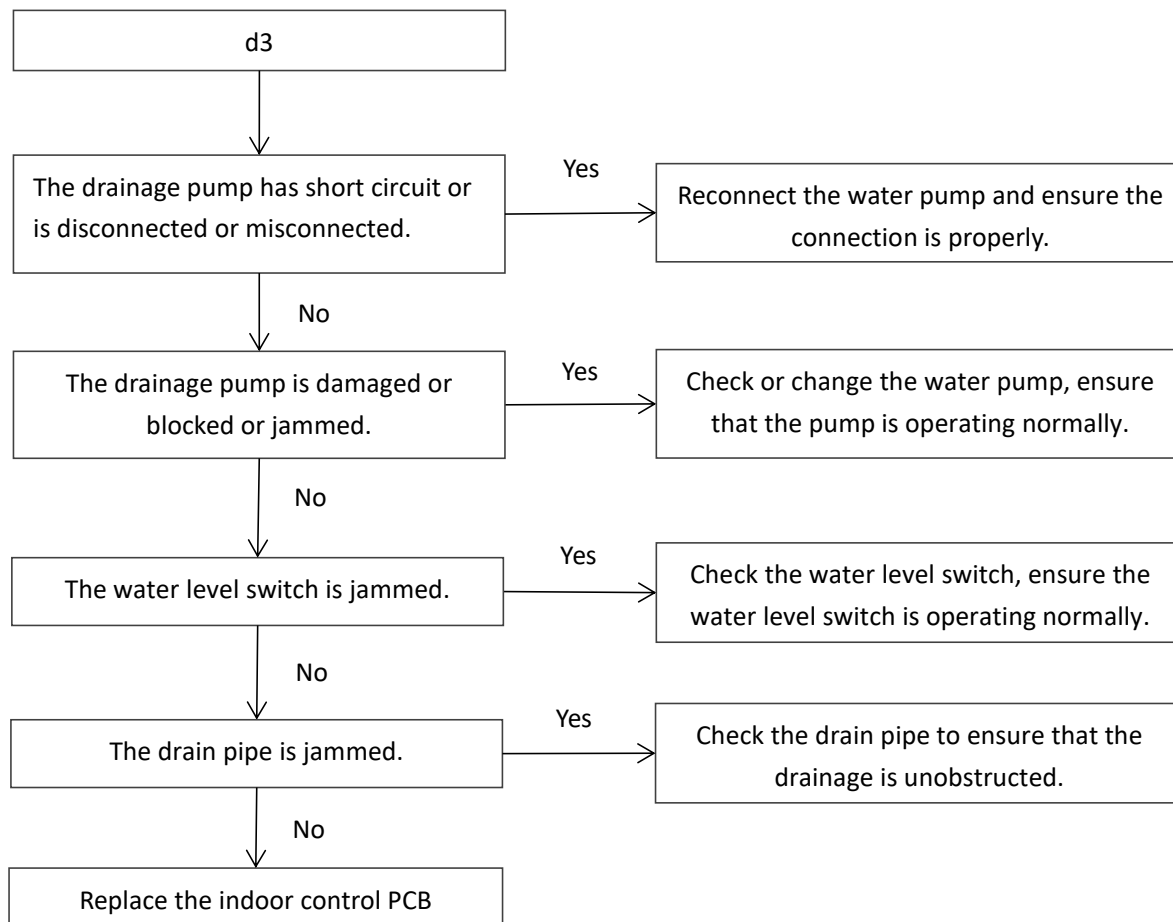 d3
The drainage pump has short circuit or
is disconnected or misconnected.
Yes
Reconnect the water pump and ensure the
connection is properly.
No
The drainage pump is damaged or
blocked or jammed.
Yes
Check or change the water pump, ensure
that the pump is operating normally.
No
The water level switch is jammed.
Yes
Check the water level switch, ensure the
water level switch is operating normally.
No
The drain pipe is jammed.
Yes
Check the drain pipe to ensure that the
drainage is unobstructed.
No
Replace the indoor control PCB